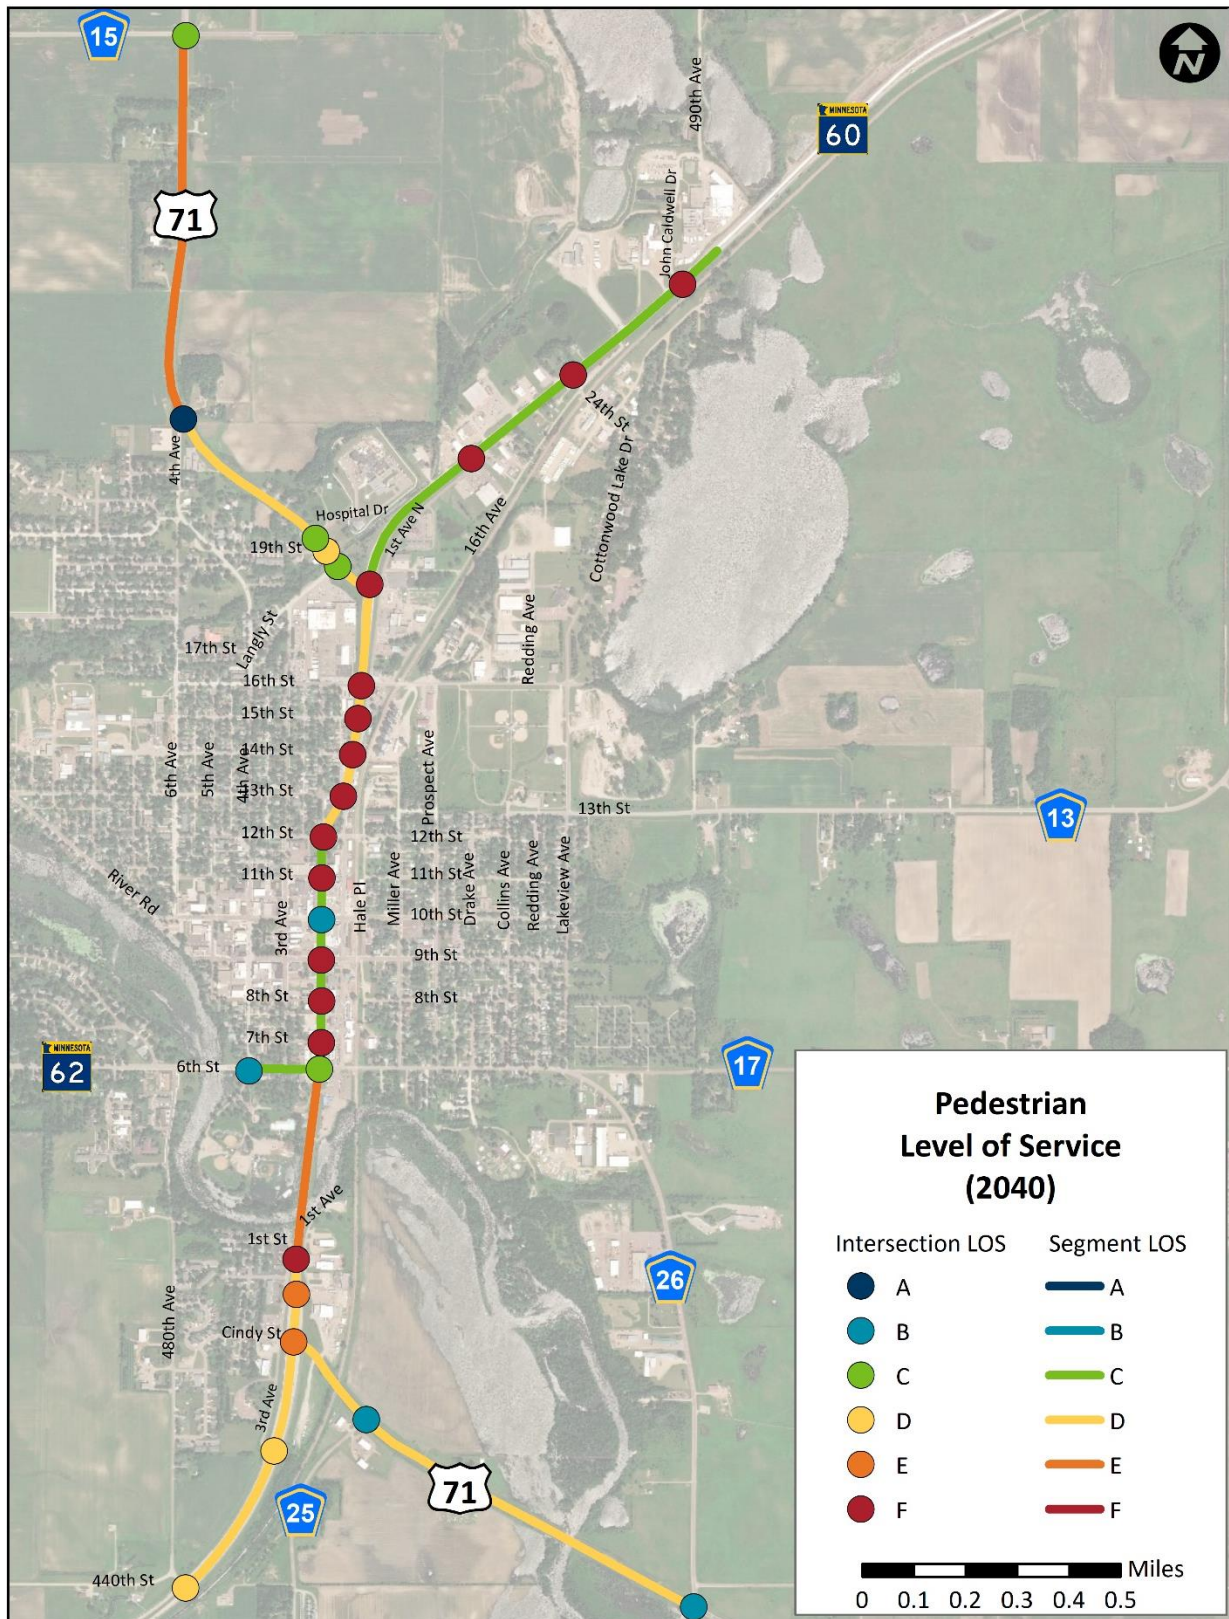 15
N
490th Ave
MINNESOTA
60
John Caldwell Dr
71
24th St
4th Ave
Cottonwood Lake Dr
Hospital Dr
1st Ave N
16th Ave
19th St
Langly St
Redding Ave
17th St
16th St
15th St
14th St
6th Ave
5th Ave
4th Ave
Prospect Ave
13th St
13th St
13
12th St
12th St
11th St
11th St
River Rd
3rd Ave
Hale Pl
Miller Ave
Drake Ave
Collins Ave
Redding Ave
Lakeview Ave
10th St
9th St
8th St
8th St
7th St
MINNESOTA
62
6th St
17
1st Ave
1st St
26
480th Ave
Cindy St
3rd Ave
71
25
440th St
Pedestrian
Level of Service
(2040)
Intersection LOS Segment LOS
A A
B B
C C
D D
E E
F F
Miles
0 0.1 0.2 0.3 0.4 0.5